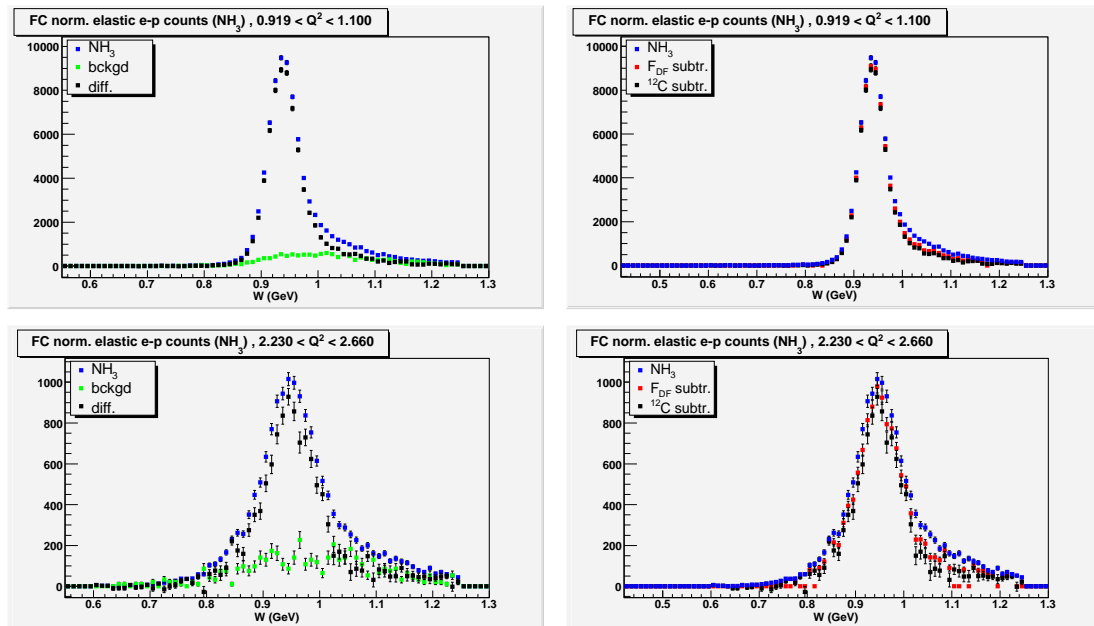 FC norm. elastic e-p counts (NH3) , 0.919 < Q2 < 1.100
NH3
bckgd
diff.
10000
8000
6000
4000
2000
0
0.6 0.7 0.8 0.9 1 1.1 1.2 1.3
W (GeV)
FC norm. elastic e-p counts (NH3) , 0.919 < Q2 < 1.100
NH3
FDF subtr.
12C subtr.
10000
8000
6000
4000
2000
0
0.5 0.6 0.7 0.8 0.9 1 1.1 1.2 1.3
W (GeV)
FC norm. elastic e-p counts (NH3) , 2.230 < Q2 < 2.660
NH3
bckgd
diff.
1000
800
600
400
200
0
0.6 0.7 0.8 0.9 1 1.1 1.2 1.3
W (GeV)
FC norm. elastic e-p counts (NH3) , 2.230 < Q2 < 2.660
NH3
FDF subtr.
12C subtr.
1000
800
600
400
200
0
0.5 0.6 0.7 0.8 0.9 1 1.1 1.2 1.3
W (GeV)